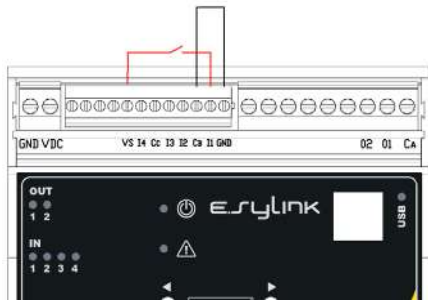 GND VDC VS I4 Cc I3 I2 CB I1 GND O2 O1 CA
OUT
1 2
E.sylink
USB
IN
1 2 3 4